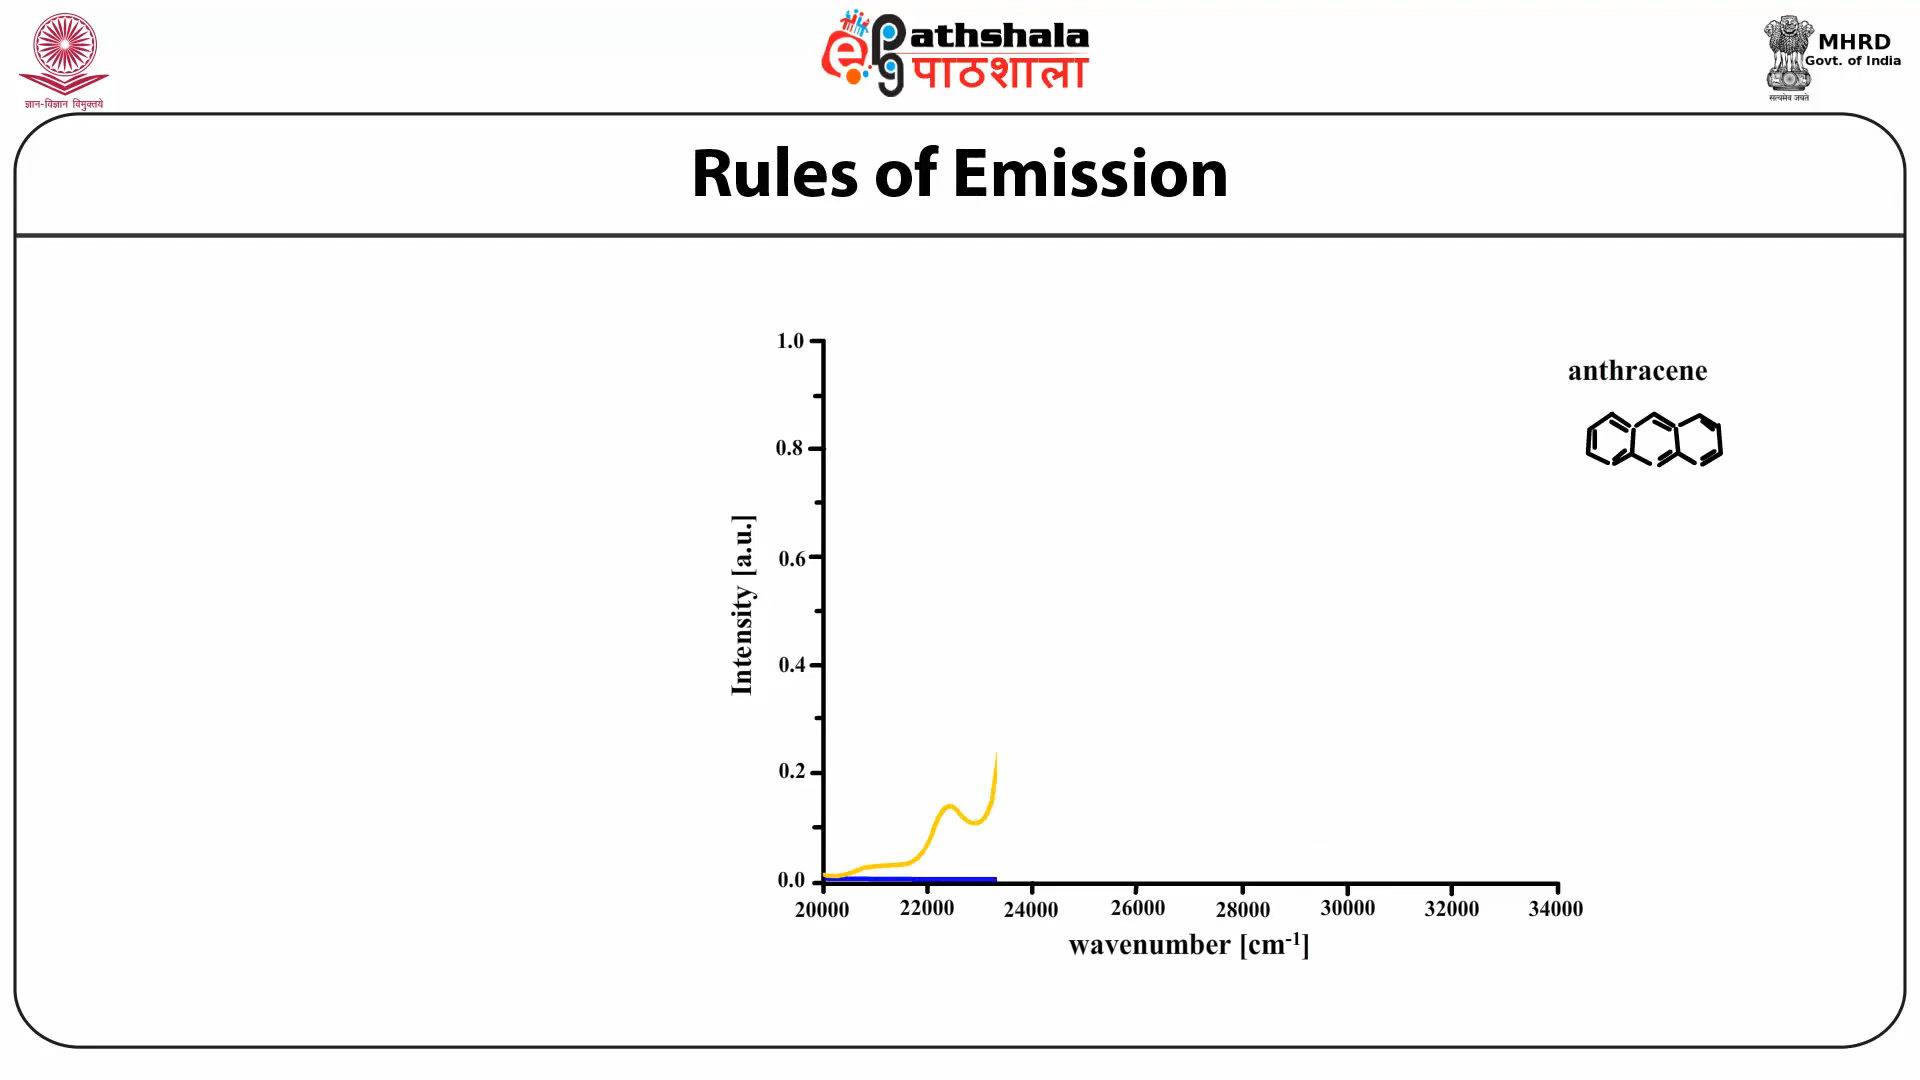 ज्ञान-विज्ञान विमुक्तये
ePathshala
पाठशाला
MHRD
Govt. of India
सत्यमेव जयते
Rules of Emission
anthracene
Intensity [a.u.]
1.0
0.8
0.6
0.4
0.2
0.0
20000 22000 24000 26000 28000 30000 32000 34000
wavenumber [cm⁻¹]